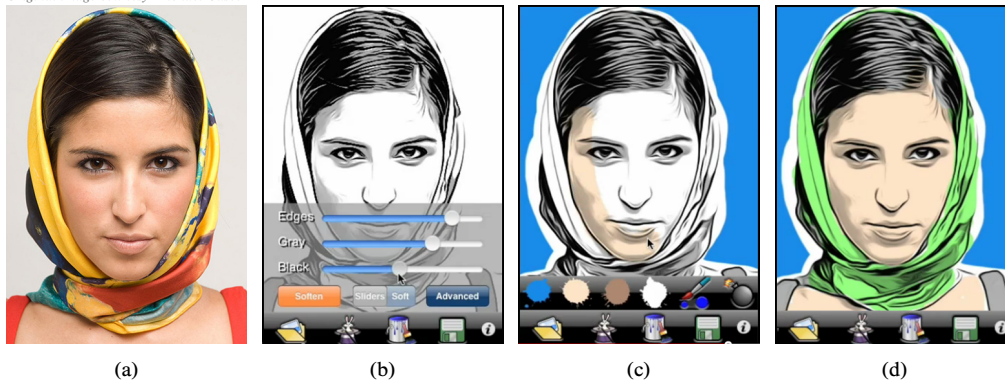 Edges
Gray
Black
Soften Sliders Soft Advanced
i i i
(a) (b) (c) (d)